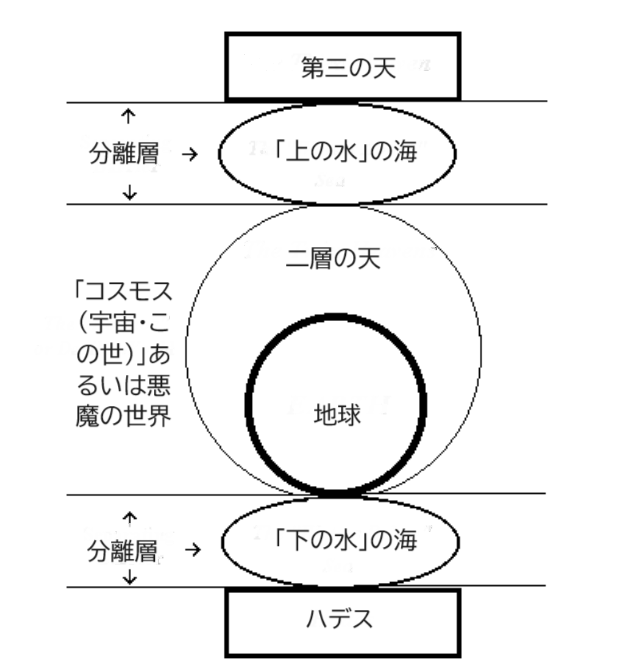 第三の天
分離層
「上の水」の海
二層の天
「コスモス
（宇宙・こ
の世）」あ
るいは悪
魔の世界
地球
分離層
「下の水」の海
ハデス